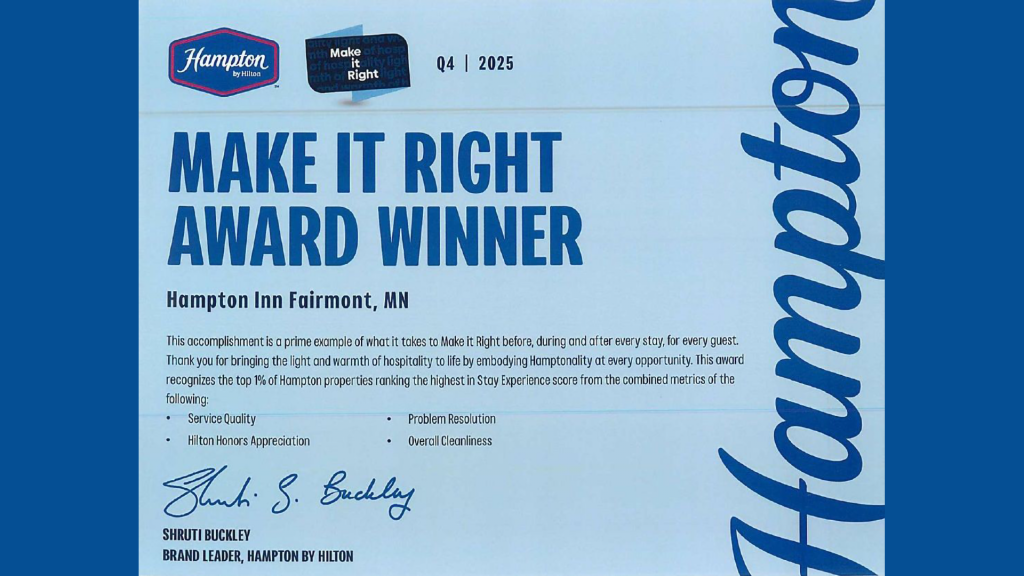 Hampton
by Hilton
Make
it
Right
Q4 | 2025
MAKE IT RIGHT
AWARD WINNER
Hampton Inn Fairmont, MN
This accomplishment is a prime example of what it takes to Make it Right before, during and after every stay, for every guest.
Thank you for bringing the light and warmth of hospitality to life by embodying Hamptonality at every opportunity. This award
recognizes the top 1% of Hampton properties ranking the highest in Stay Experience score from the combined metrics of the
following:
• Service Quality
• Problem Resolution
• Hilton Honors Appreciation
• Overall Cleanliness
Shruti S. Buckley
SHRUTI BUCKLEY
BRAND LEADER, HAMPTON BY HILTON
Hampton